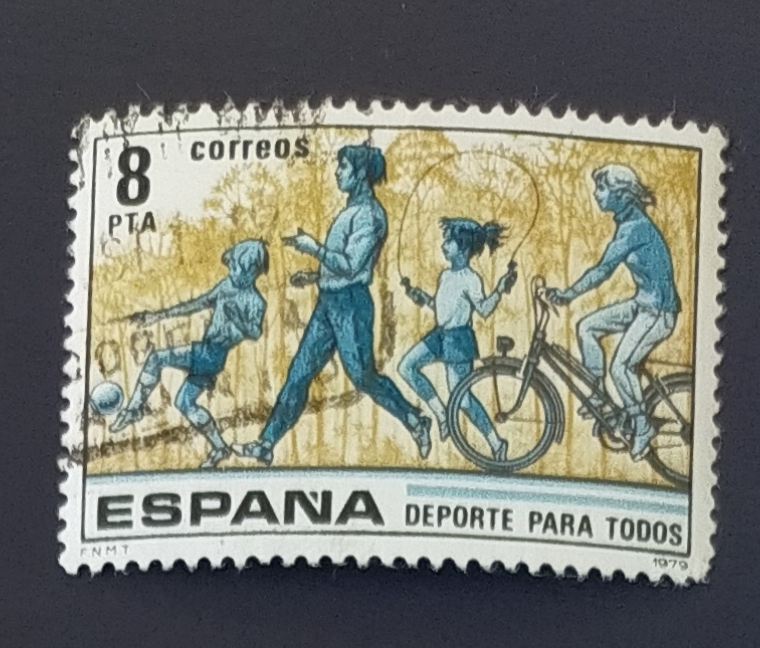 8 correos
PTA
ESPAÑA DEPORTE PARA TODOS
F.N.M.T 1979